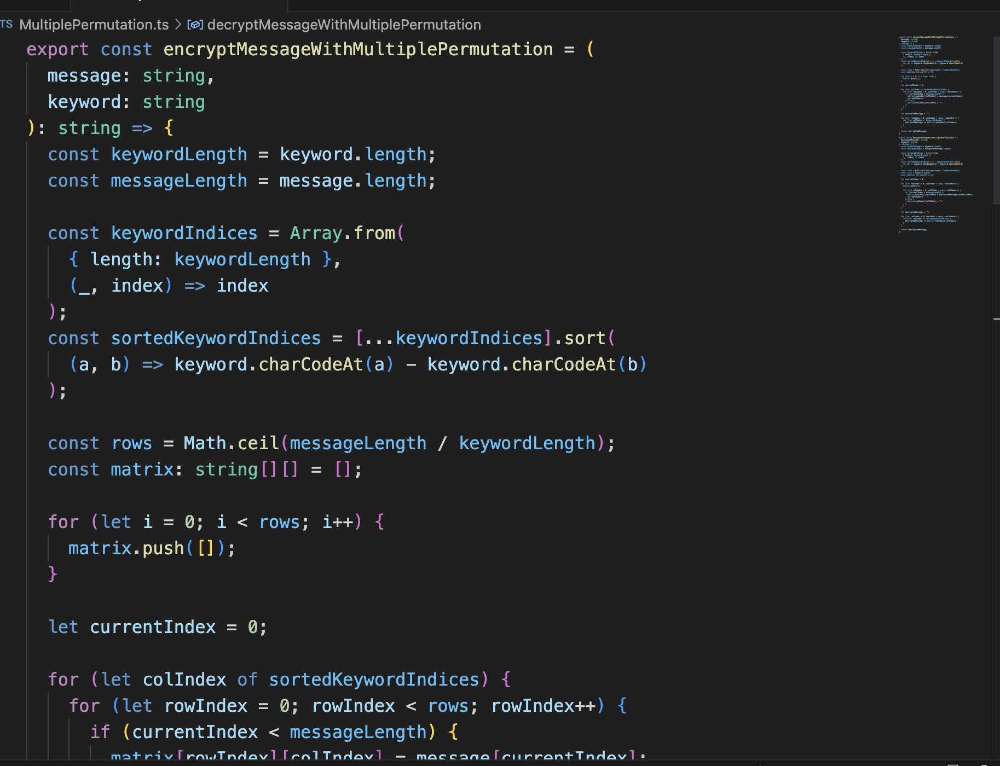 TS MultiplePermutation.ts > decryptMessageWithMultiplePermutation
export const encryptMessageWithMultiplePermutation = (
  message: string,
  keyword: string
): string => {
  const keywordLength = keyword.length;
  const messageLength = message.length;
  const keywordIndices = Array.from(
    { length: keywordLength },
    (_, index) => index
  );
  const sortedKeywordIndices = [...keywordIndices].sort(
    (a, b) => keyword.charCodeAt(a) - keyword.charCodeAt(b)
  );
  const rows = Math.ceil(messageLength / keywordLength);
  const matrix: string[][] = [];
  for (let i = 0; i < rows; i++) {
    matrix.push([]);
  }
  let currentIndex = 0;
  for (let colIndex of sortedKeywordIndices) {
    for (let rowIndex = 0; rowIndex < rows; rowIndex++) {
      if (currentIndex < messageLength) {
        matrix[rowIndex][colIndex] = message[currentIndex];